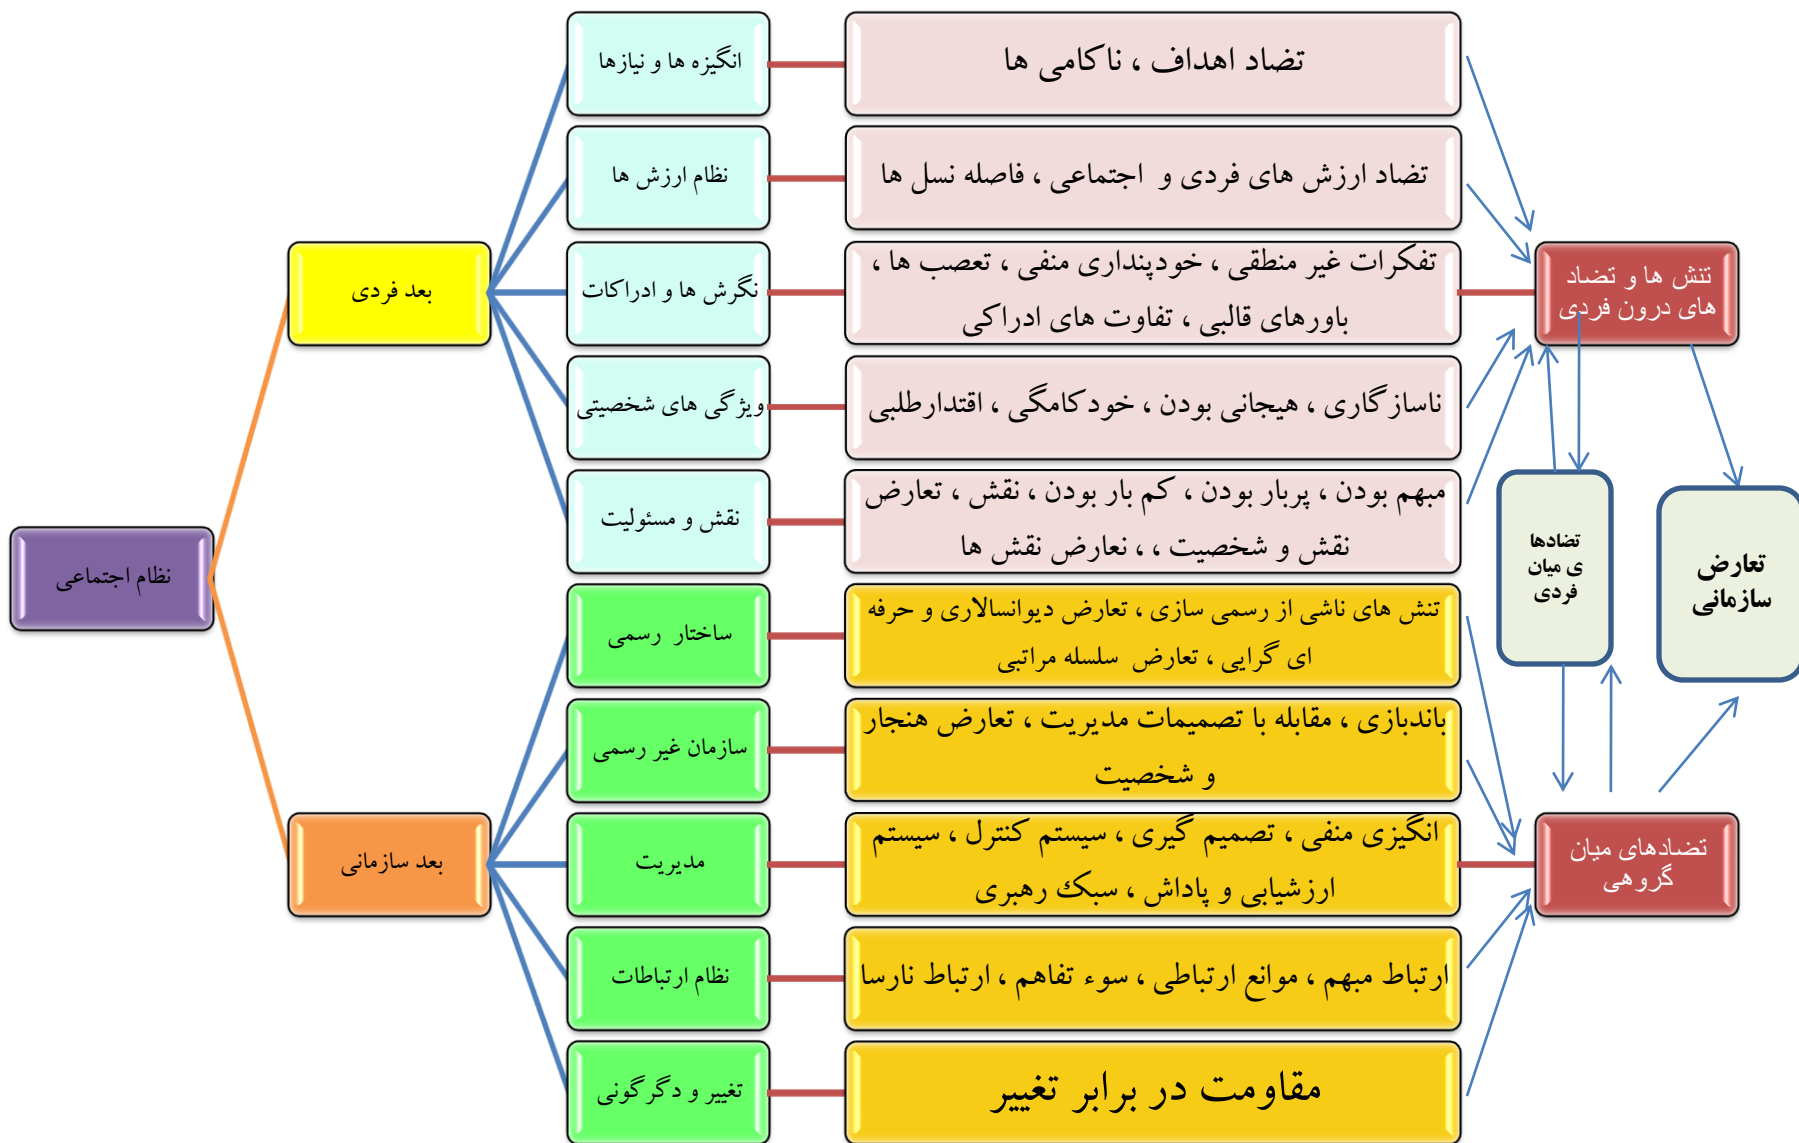 نظام اجتماعی
بعد فردی
انگیزه ها و نیازها
تضاد اهداف ، ناکامی ها
نظام ارزش ها
تضاد ارزش های فردی و اجتماعی ، فاصله نسل ها
نگرش ها و ادراکات
تفکرات غیر منطقی ، خودپنداری منفی ، تعصب ها ،
باورهای قالبی ، تفاوت های ادراکی
ویژگی های شخصیتی
ناسازگاری ، هیجانی بودن ، خودکامگی ، اقتدارطلبی
نقش و مسئولیت
مبهم بودن ، پربار بودن ، کم بار بودن ، نقش ، تعارض
نقش و شخصیت ، ، نعارض نقش ها
تنش ها و تضاد
های درون فردی
بعد سازمانی
ساختار رسمی
تنش های ناشی از رسمی سازی ، تعارض دیوانسالاری و حرفه
ای گرایی ، تعارض سلسله مراتبی
سازمان غیر رسمی
باندبازی ، مقابله با تصمیمات مدیریت ، تعارض هنجار
و شخصیت
مدیریت
انگیزی منفی ، تصمیم گیری ، سیستم کنترل ، سیستم
ارزشیابی و پاداش ، سبک رهبری
نظام ارتباطات
ارتباط مبهم ، موانع ارتباطی ، سوء تفاهم ، ارتباط نارسا
تغییر و دگرگونی
مقاومت در برابر تغییر
تضادهای میان
گروهی
تضادها
ی میان
فردی
تعارض
سازمانی